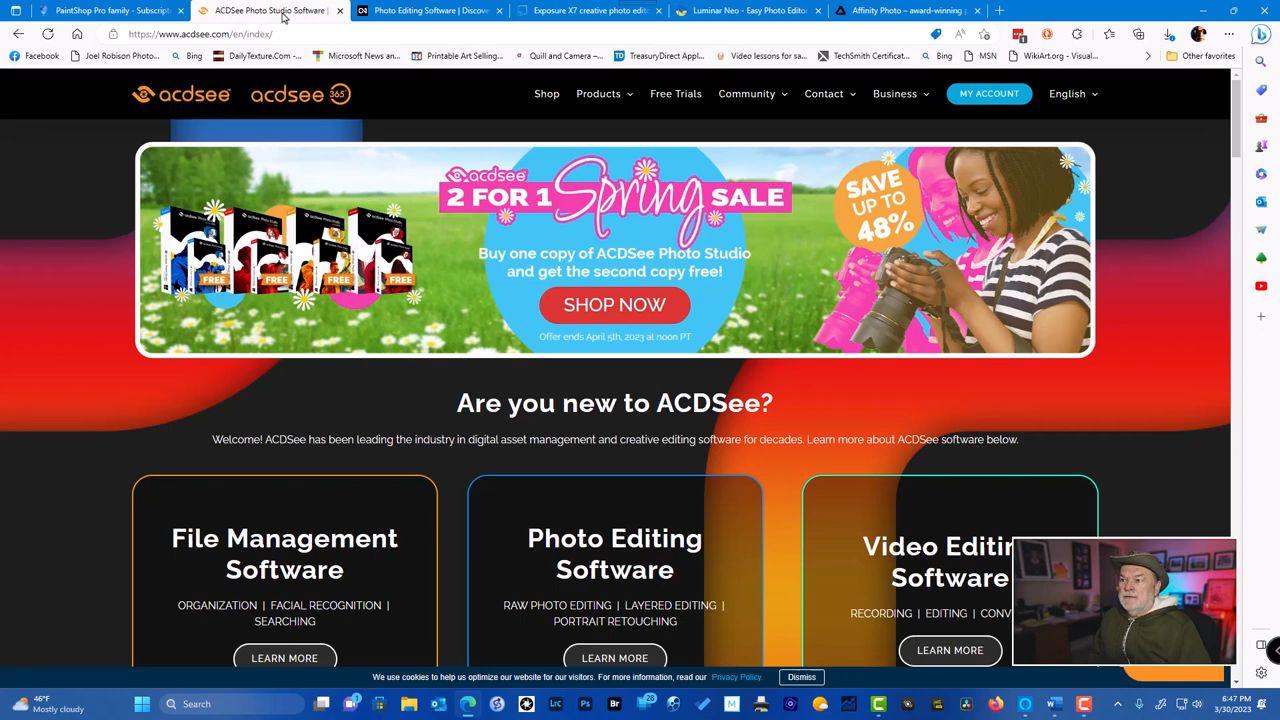 PaintShop Pro family - Subscript
ACDSee Photo Studio Software |
Photo Editing Software | Discove
Exposure X7 creative photo edit
Luminar Neo - Easy Photo Editor
Affinity Photo – award-winning p
https://www.acdsee.com/en/index/
Facebook
Joel Robison Photo...
Bing
DailyTexture.Com -...
Microsoft News an...
Printable Art Selling...
Quill and Camera -...
TreasuryDirect Appl...
Video lessons for sa...
TechSmith Certificat...
Bing
MSN
WikiArt.org - Visual...
Other favorites
acdsee
acdsee 365
Shop
Products
Free Trials
Community
Contact
Business
MY ACCOUNT
English
acdsee
2 FOR 1 Spring SALE
SAVE
UP TO
48%
Buy one copy of ACDSee Photo Studio
and get the second copy free!
FREE
FREE
FREE
FREE
SHOP NOW
Offer ends April 5th, 2023 at noon PT
Are you new to ACDSee?
Welcome! ACDSee has been leading the industry in digital asset management and creative editing software for decades. Learn more about ACDSee software below.
File Management
Software
ORGANIZATION | FACIAL RECOGNITION |
SEARCHING
LEARN MORE
Photo Editing
Software
RAW PHOTO EDITING | LAYERED EDITING |
PORTRAIT RETOUCHING
LEARN MORE
Video Editin
Software
RECORDING | EDITING | CONV
LEARN MORE
We use cookies to help us optimize our website for our visitors. For more information, read our Privacy Policy.
Dismiss
46°F
Mostly cloudy
Search
1
Lrc
Ps
Br
28
M
W
6:47 PM
3/30/2023